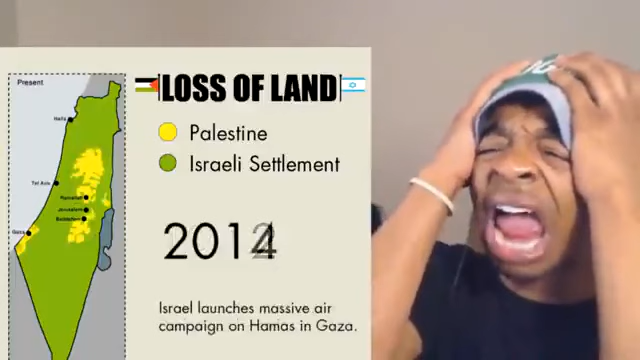 Present
LOSS OF LAND
Palestine
Haifa
Israeli Settlement
Tel Aviv
Ramallah
Jerusalem
Bethlehem
Gaza
2014
Israel launches massive air
campaign on Hamas in Gaza.